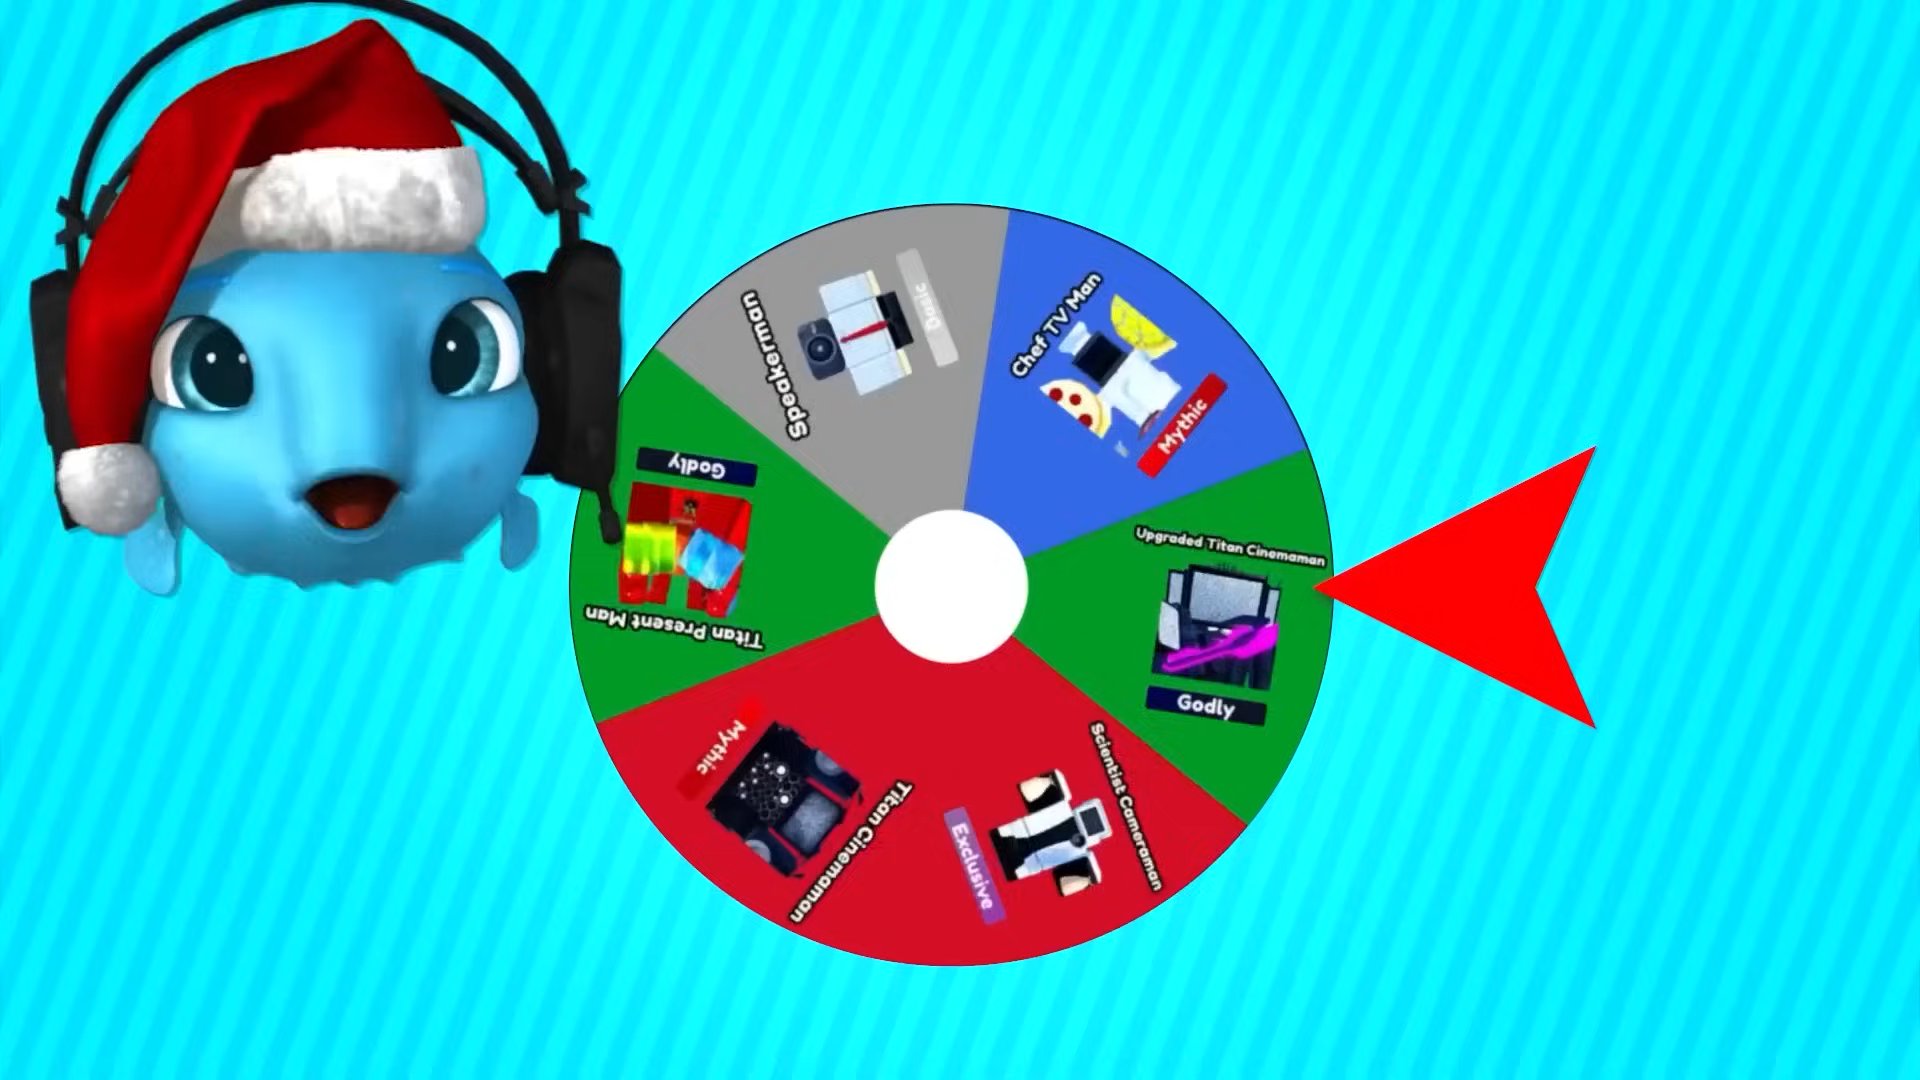 Speakerman
Basic
Chef TV Man
Mythic
Upgraded Titan Cinemaman
Godly
Scientist Cameraman
Exclusive
Titan Cinemaman
Mythic
Titan Present Man
Godly